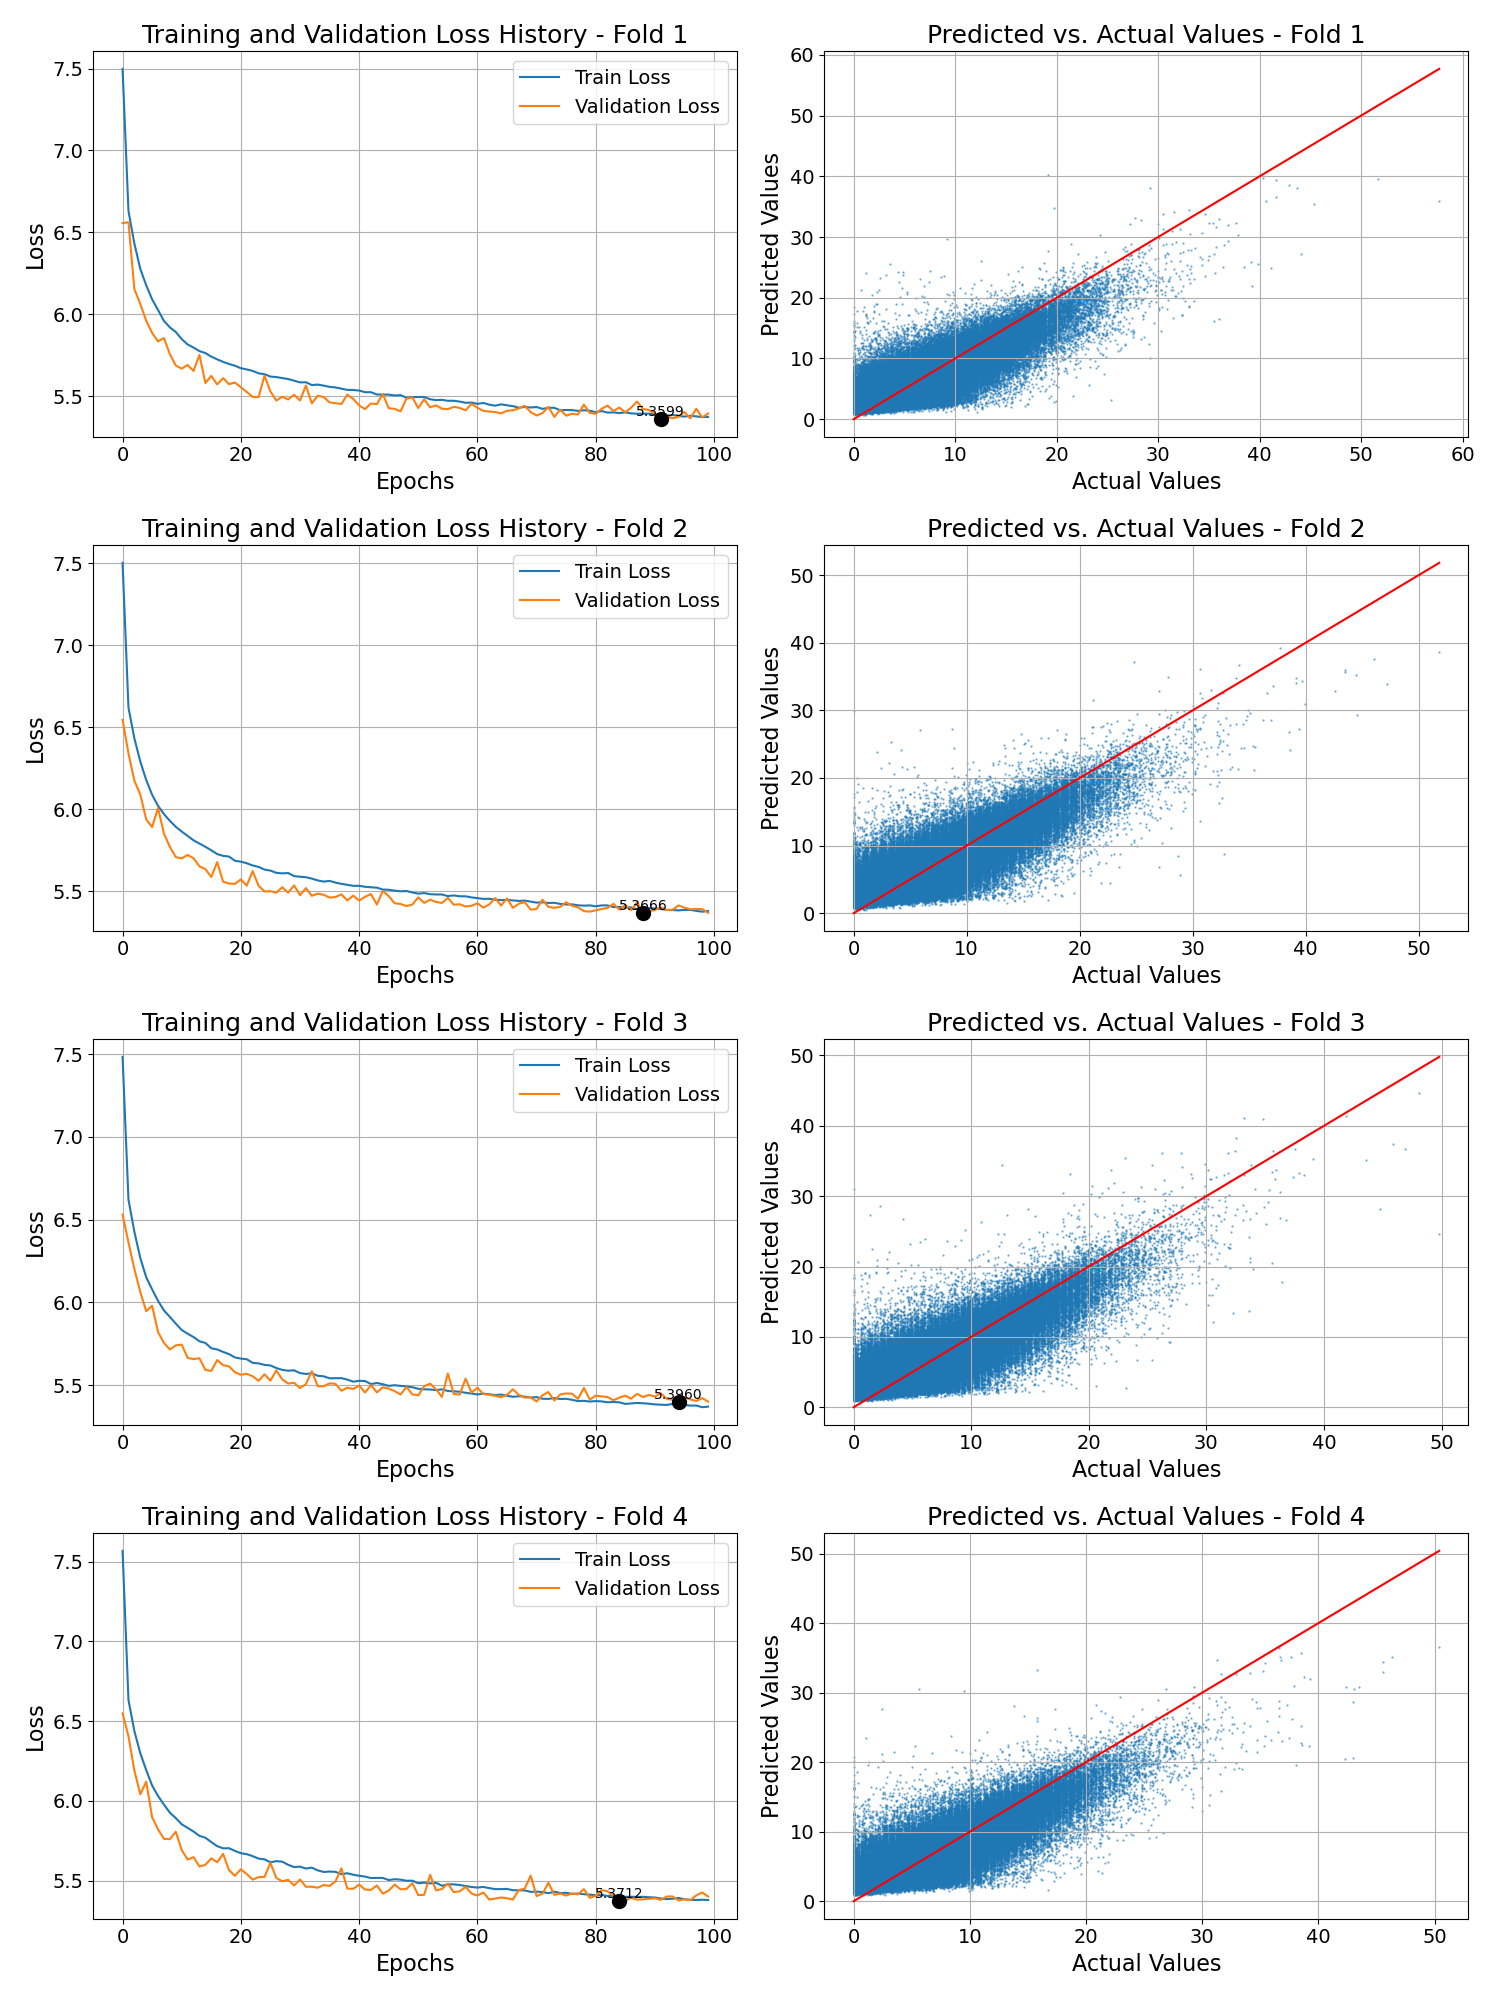 Training and Validation Loss History - Fold 1
7.5
7.0
6.5
6.0
5.5
Loss
Train Loss
Validation Loss
5.3599
0 20 40 60 80 100
Epochs
Predicted vs. Actual Values - Fold 1
60
50
40
30
20
10
0
Predicted Values
0 10 20 30 40 50 60
Actual Values
Training and Validation Loss History - Fold 2
7.5
7.0
6.5
6.0
5.5
Loss
Train Loss
Validation Loss
5.3666
0 20 40 60 80 100
Epochs
Predicted vs. Actual Values - Fold 2
50
40
30
20
10
0
Predicted Values
0 10 20 30 40 50
Actual Values
Training and Validation Loss History - Fold 3
7.5
7.0
6.5
6.0
5.5
Loss
Train Loss
Validation Loss
5.3960
0 20 40 60 80 100
Epochs
Predicted vs. Actual Values - Fold 3
50
40
30
20
10
0
Predicted Values
0 10 20 30 40 50
Actual Values
Training and Validation Loss History - Fold 4
7.5
7.0
6.5
6.0
5.5
Loss
Train Loss
Validation Loss
5.3712
0 20 40 60 80 100
Epochs
Predicted vs. Actual Values - Fold 4
50
40
30
20
10
0
Predicted Values
0 10 20 30 40 50
Actual Values